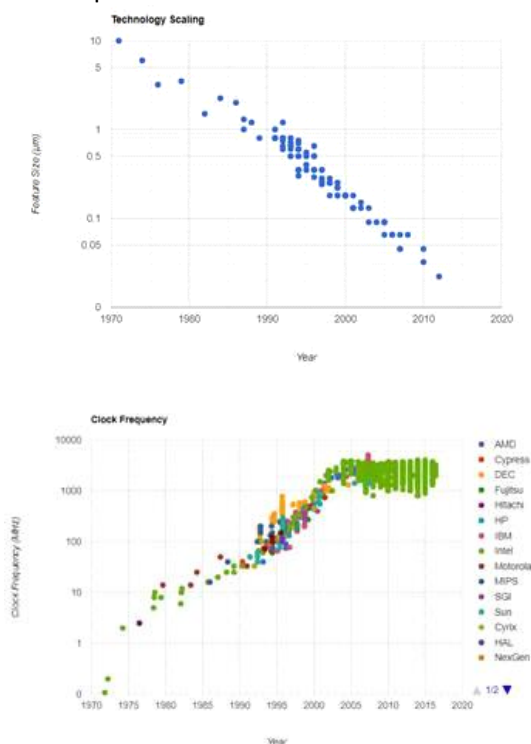 Technology Scaling
10
5
1
0.5
0.1
0.05
0
Feature Size (μm)
1970 1980 1990 2000 2010 2020
Year
Clock Frequency
10000
1000
100
10
1
0
Clock Frequency (MHz)
1970 1975 1980 1985 1990 1995 2000 2005 2010 2015 2020
Year
AMD
Cypress
DEC
Fujitsu
Hitachi
HP
IBM
Intel
Motorola
MIPS
SGI
Sun
Cyrix
HAL
NexGen
1/2